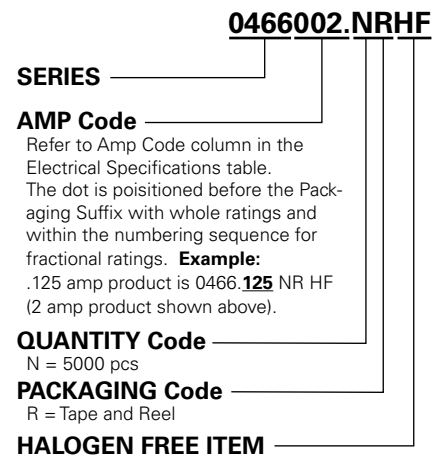 0466002.NRHF
SERIES
AMP Code
Refer to Amp Code column in the
Electrical Specifications table.
The dot is poisitioned before the Pack-
aging Suffix with whole ratings and
within the numbering sequence for
fractional ratings.  Example:
.125 amp product is 0466.125 NR HF
(2 amp product shown above).
QUANTITY Code
N = 5000 pcs
PACKAGING Code
R = Tape and Reel
HALOGEN FREE ITEM